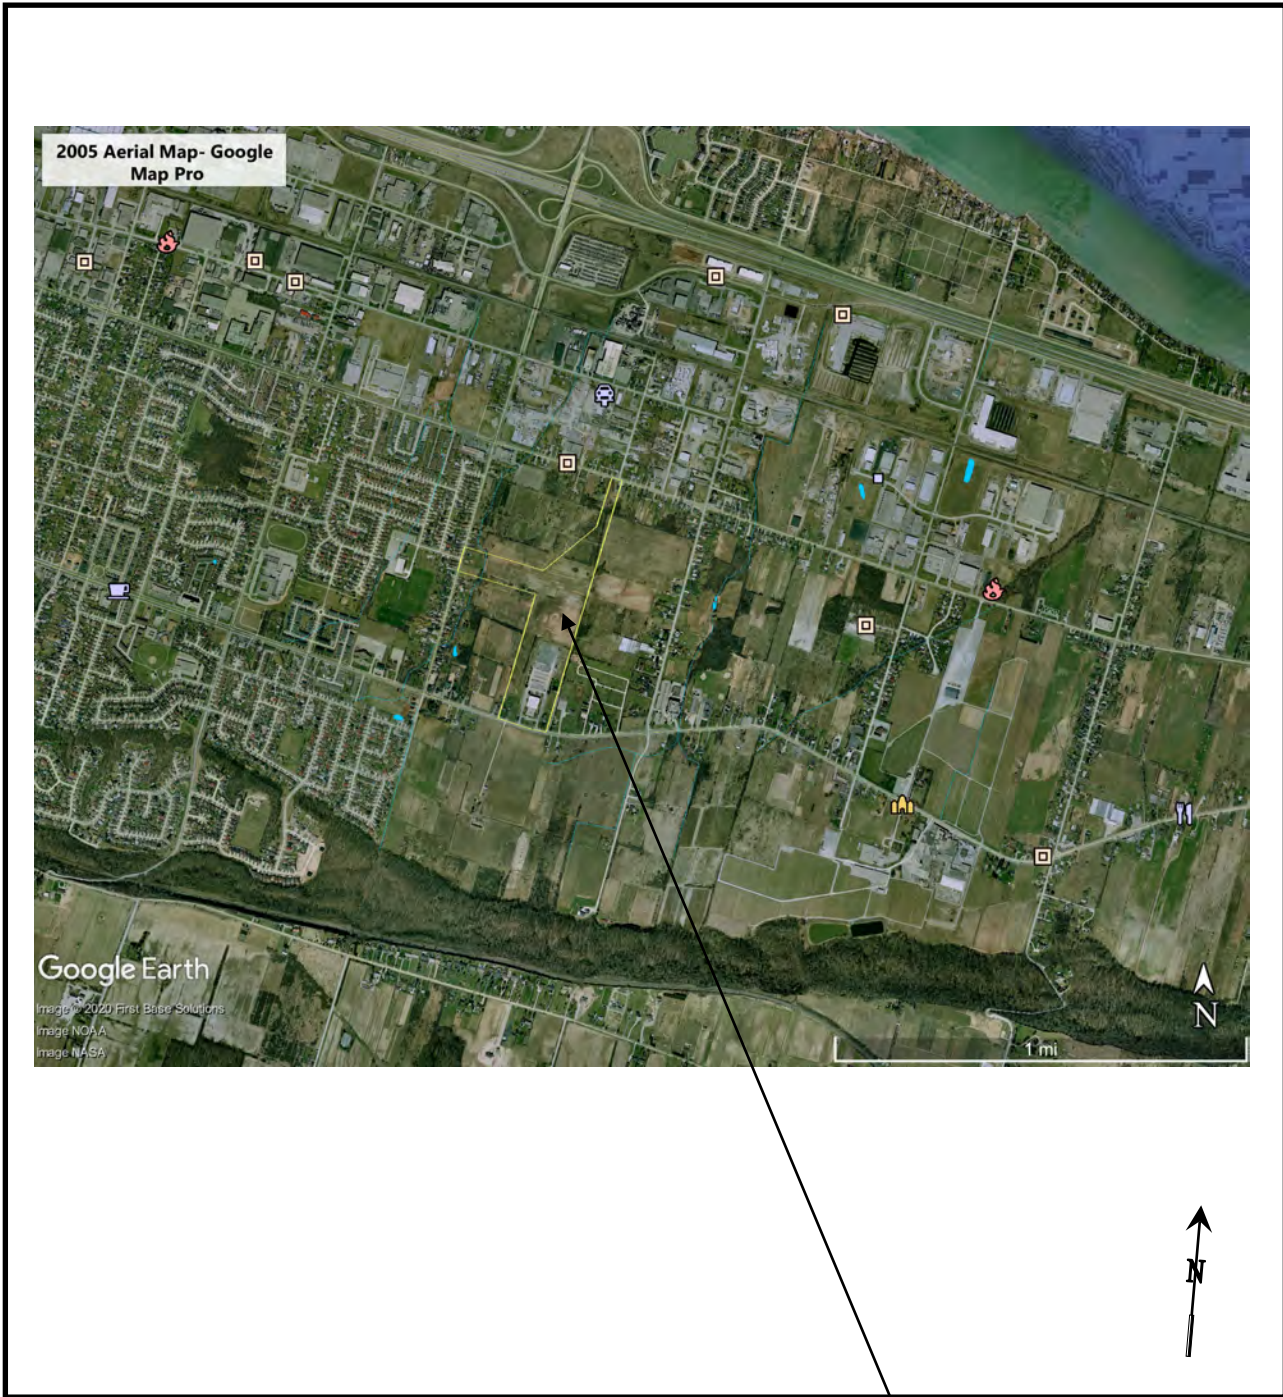 2005 Aerial Map- Google
Map Pro
Google Earth
Image © 2020 First Base Solutions
Image NOAA
Image NASA
N
1 mi
N